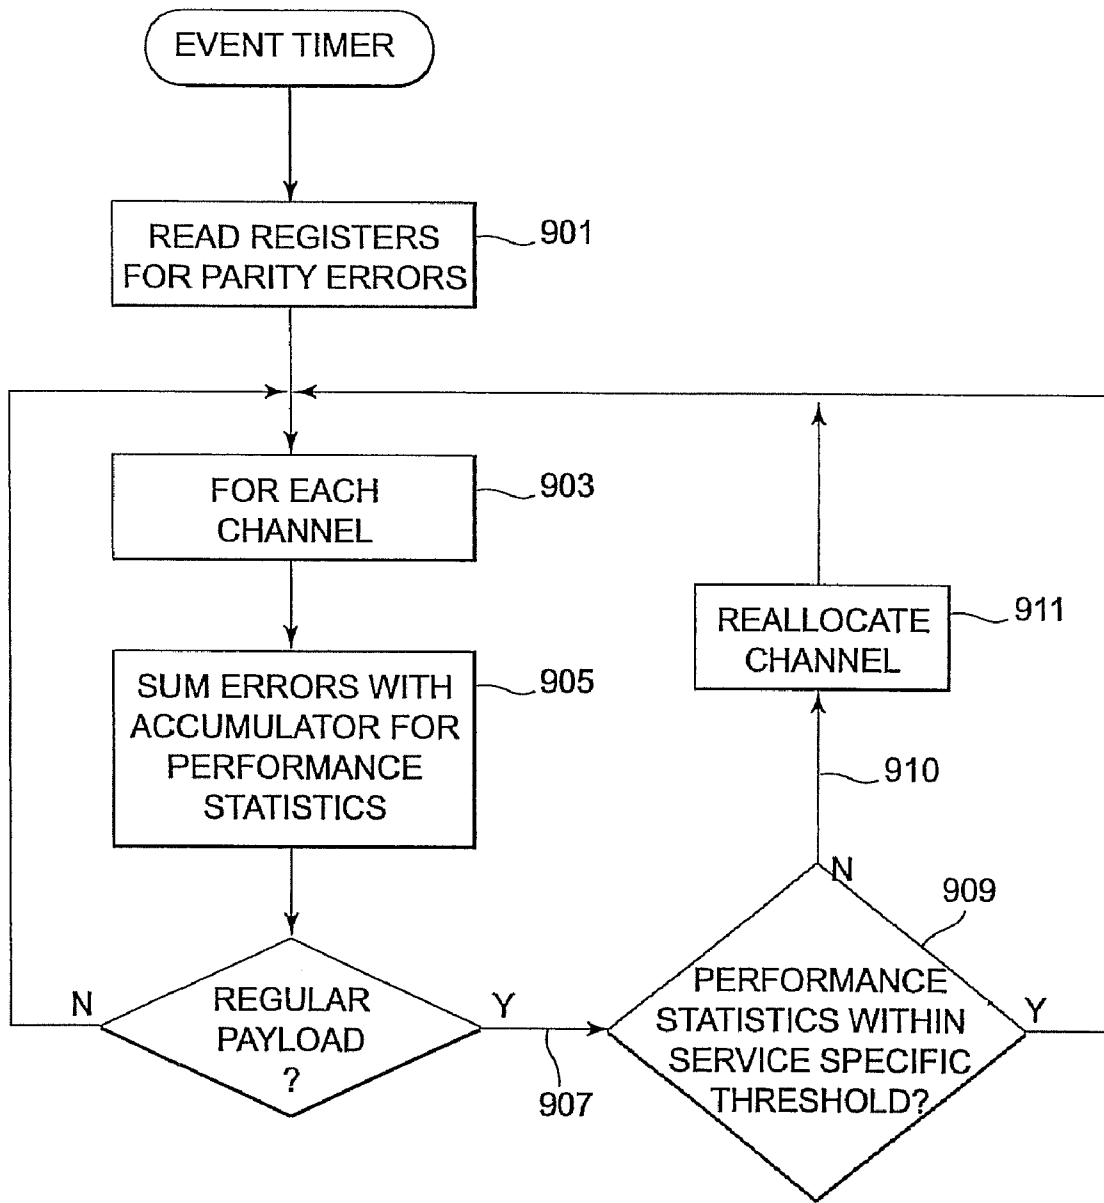 EVENT TIMER
READ REGISTERS
FOR PARITY ERRORS
901
FOR EACH
CHANNEL
903
SUM ERRORS WITH
ACCUMULATOR FOR
PERFORMANCE
STATISTICS
905
REALLOCATE
CHANNEL
911
910
N
REGULAR
PAYLOAD
?
Y
907
N
909
PERFORMANCE
STATISTICS WITHIN
SERVICE SPECIFIC
THRESHOLD?
Y